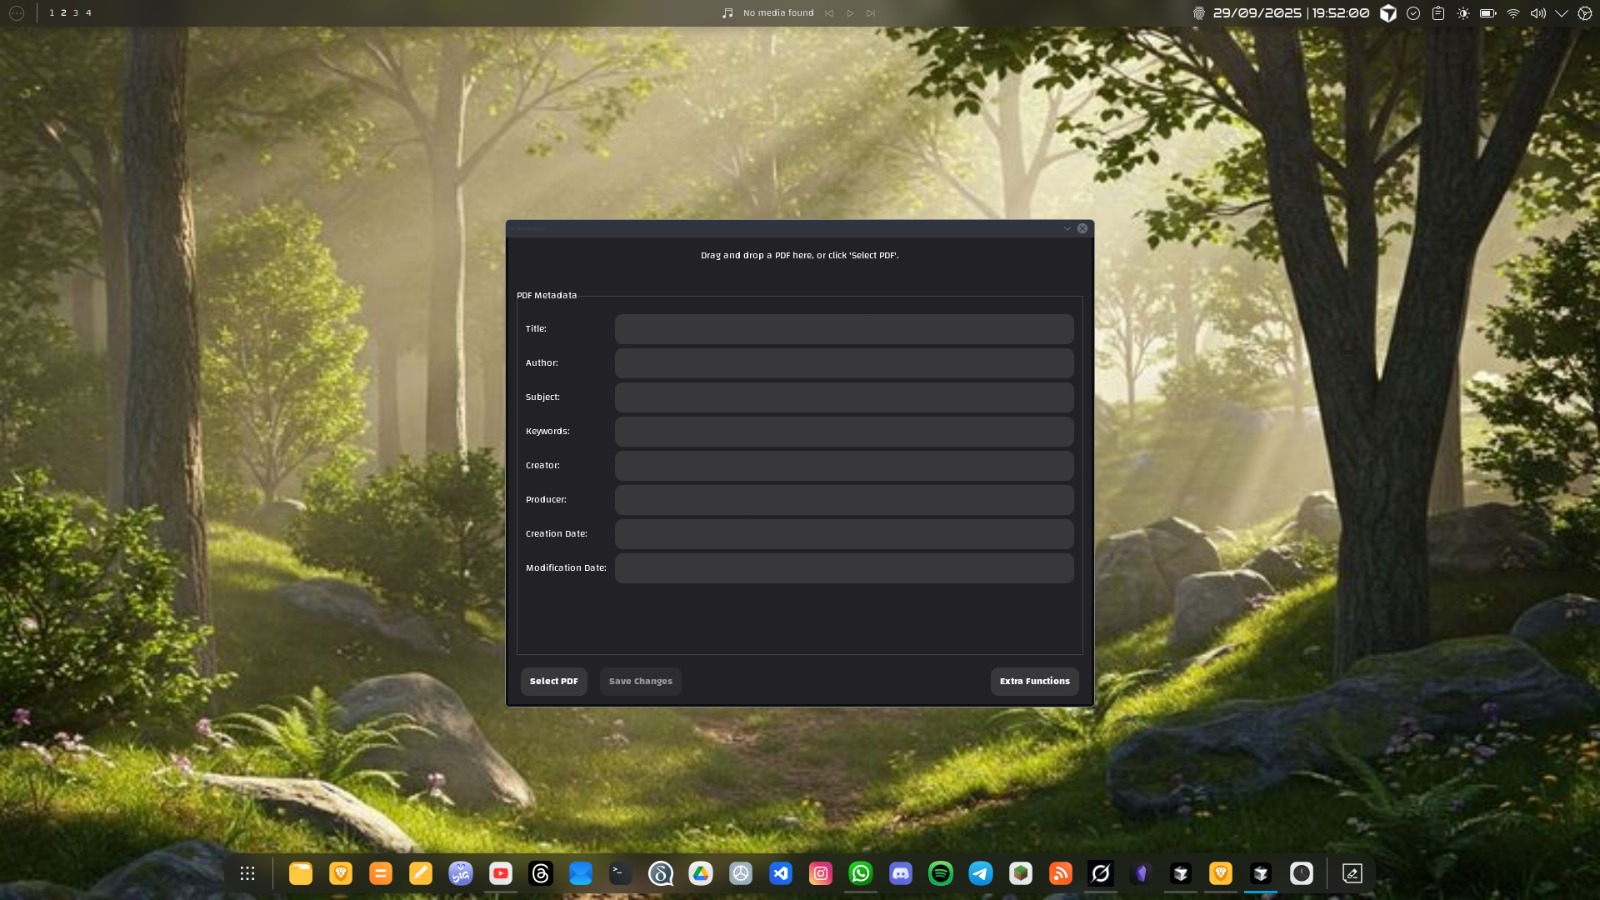 1 2 3 4
No media found
29/09/2025 | 19:52:00
Drag and drop a PDF here, or click 'Select PDF'.
PDF Metadata
Title:
Author:
Subject:
Keywords:
Creator:
Producer:
Creation Date:
Modification Date:
Select PDF
Save Changes
Extra Functions